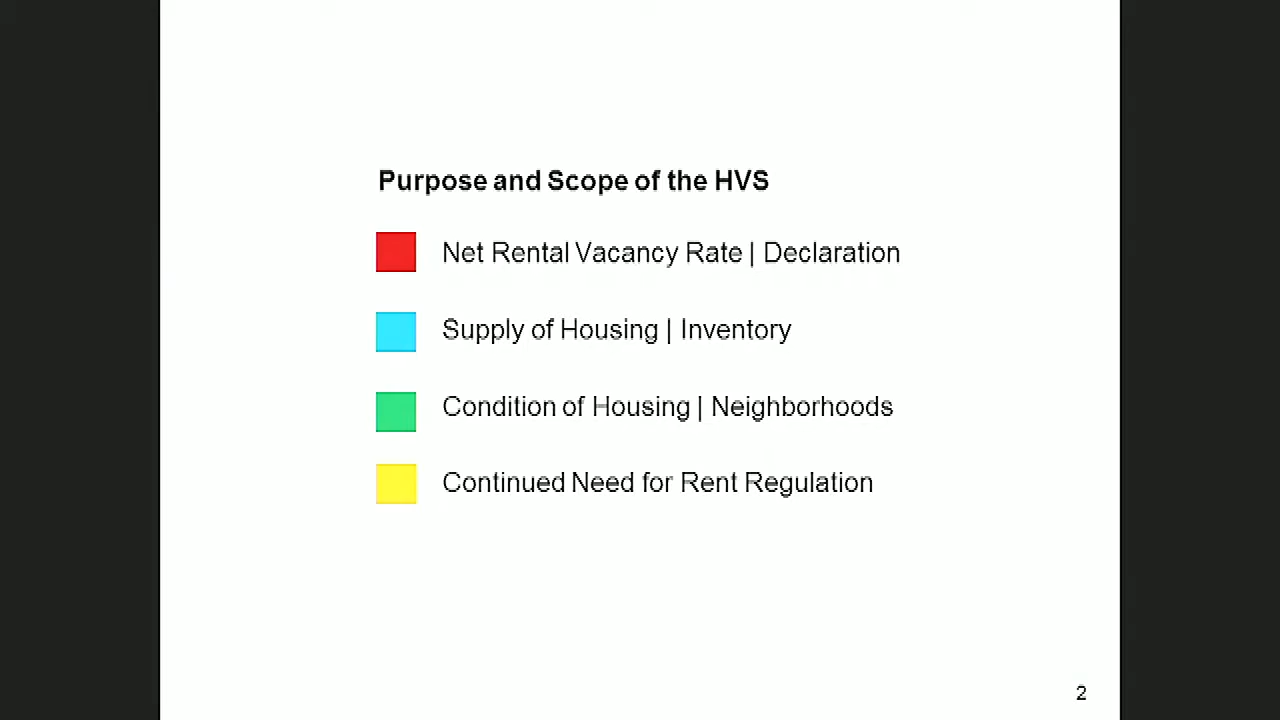 Purpose and Scope of the HVS
Net Rental Vacancy Rate | Declaration
Supply of Housing | Inventory
Condition of Housing | Neighborhoods
Continued Need for Rent Regulation
2